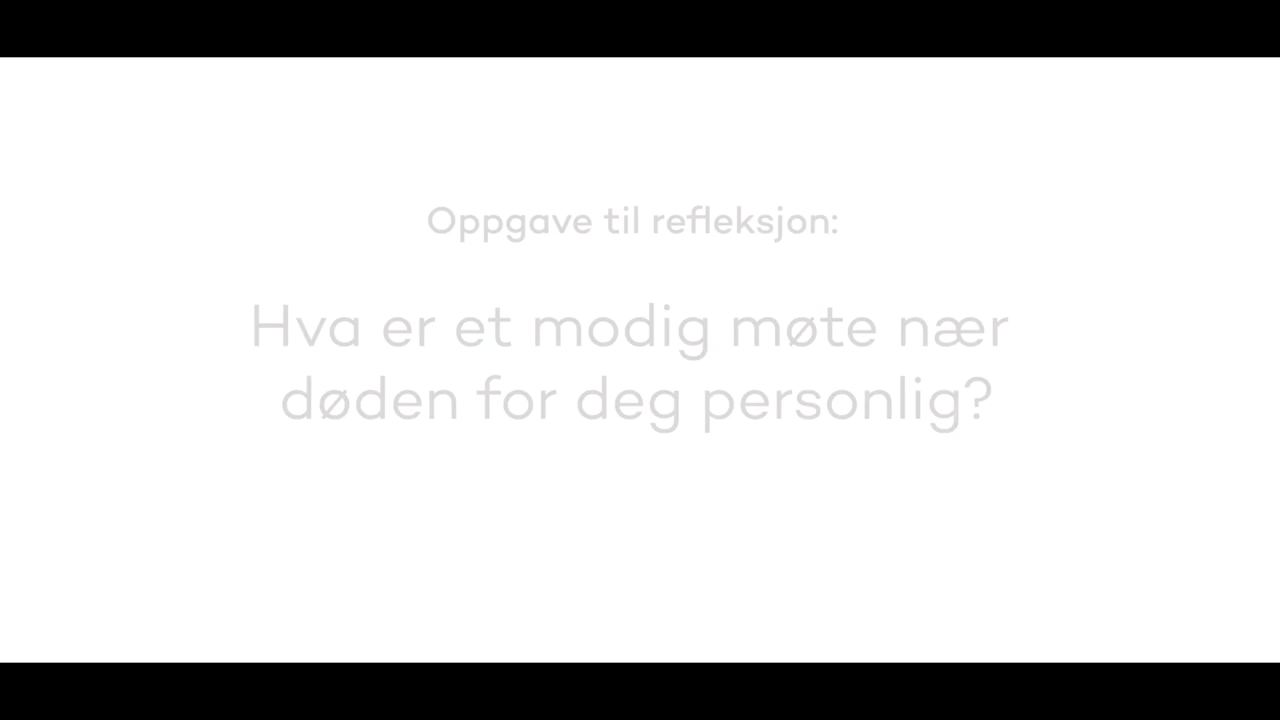 Oppgave til refleksjon:
Hva er et modig møte nær
døden for deg personlig?